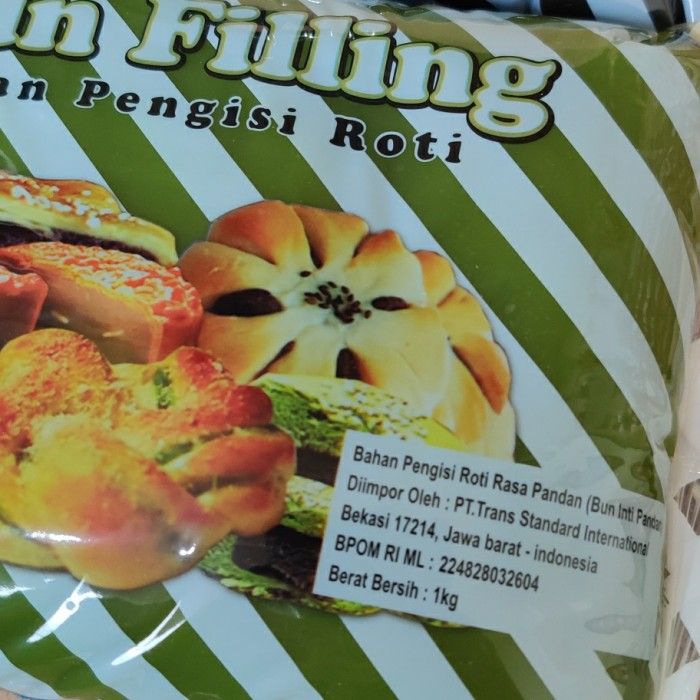 Filling
Pengisi Roti
Bahan Pengisi Roti Rasa Pandan (Bun Inti Pandan
Diimpor Oleh : PT.Trans Standard International
Bekasi 17214, Jawa barat - indonesia
BPOM RI ML : 224828032604
Berat Bersih : 1kg